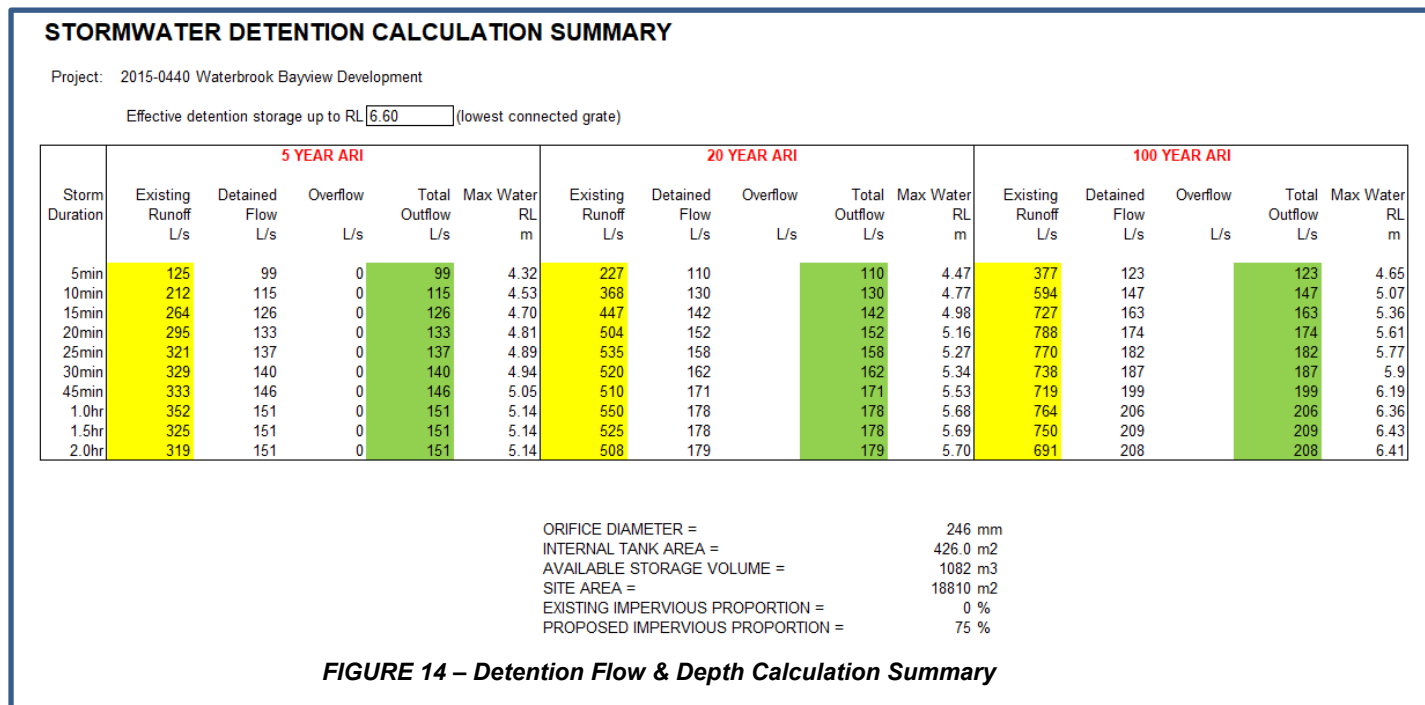 STORMWATER DETENTION CALCULATION SUMMARY
Project: 2015-0440 Waterbrook Bayview Development
Effective detention storage up to RL 6.60 (lowest connected grate)
5 YEAR ARI 20 YEAR ARI 100 YEAR ARI
Storm Existing Detained Overflow Total Max Water Existing Detained Overflow Total Max Water Existing Detained Overflow Total Max Water
Duration Runoff Flow Outflow RL Runoff Flow Outflow RL Runoff Flow Outflow RL
L/s L/s L/s L/s m L/s L/s L/s L/s m L/s L/s L/s L/s m
5min 125 99 0 99 4.32 227 110 110 4.47 377 123 123 4.65
10min 212 115 0 115 4.53 368 130 130 4.77 594 147 147 5.07
15min 264 126 0 126 4.70 447 142 142 4.98 727 163 163 5.36
20min 295 133 0 133 4.81 504 152 152 5.16 788 174 174 5.61
25min 321 137 0 137 4.89 535 158 158 5.27 770 182 182 5.77
30min 329 140 0 140 4.94 520 162 162 5.34 738 187 187 5.9
45min 333 146 0 146 5.05 510 171 171 5.53 719 199 199 6.19
1.0hr 352 151 0 151 5.14 550 178 178 5.68 764 206 206 6.36
1.5hr 325 151 0 151 5.14 525 178 178 5.69 750 209 209 6.43
2.0hr 319 151 0 151 5.14 508 179 179 5.70 691 208 208 6.41
ORIFICE DIAMETER = 246 mm
INTERNAL TANK AREA = 426.0 m2
AVAILABLE STORAGE VOLUME = 1082 m3
SITE AREA = 18810 m2
EXISTING IMPERVIOUS PROPORTION = 0 %
PROPOSED IMPERVIOUS PROPORTION = 75 %
FIGURE 14 – Detention Flow & Depth Calculation Summary